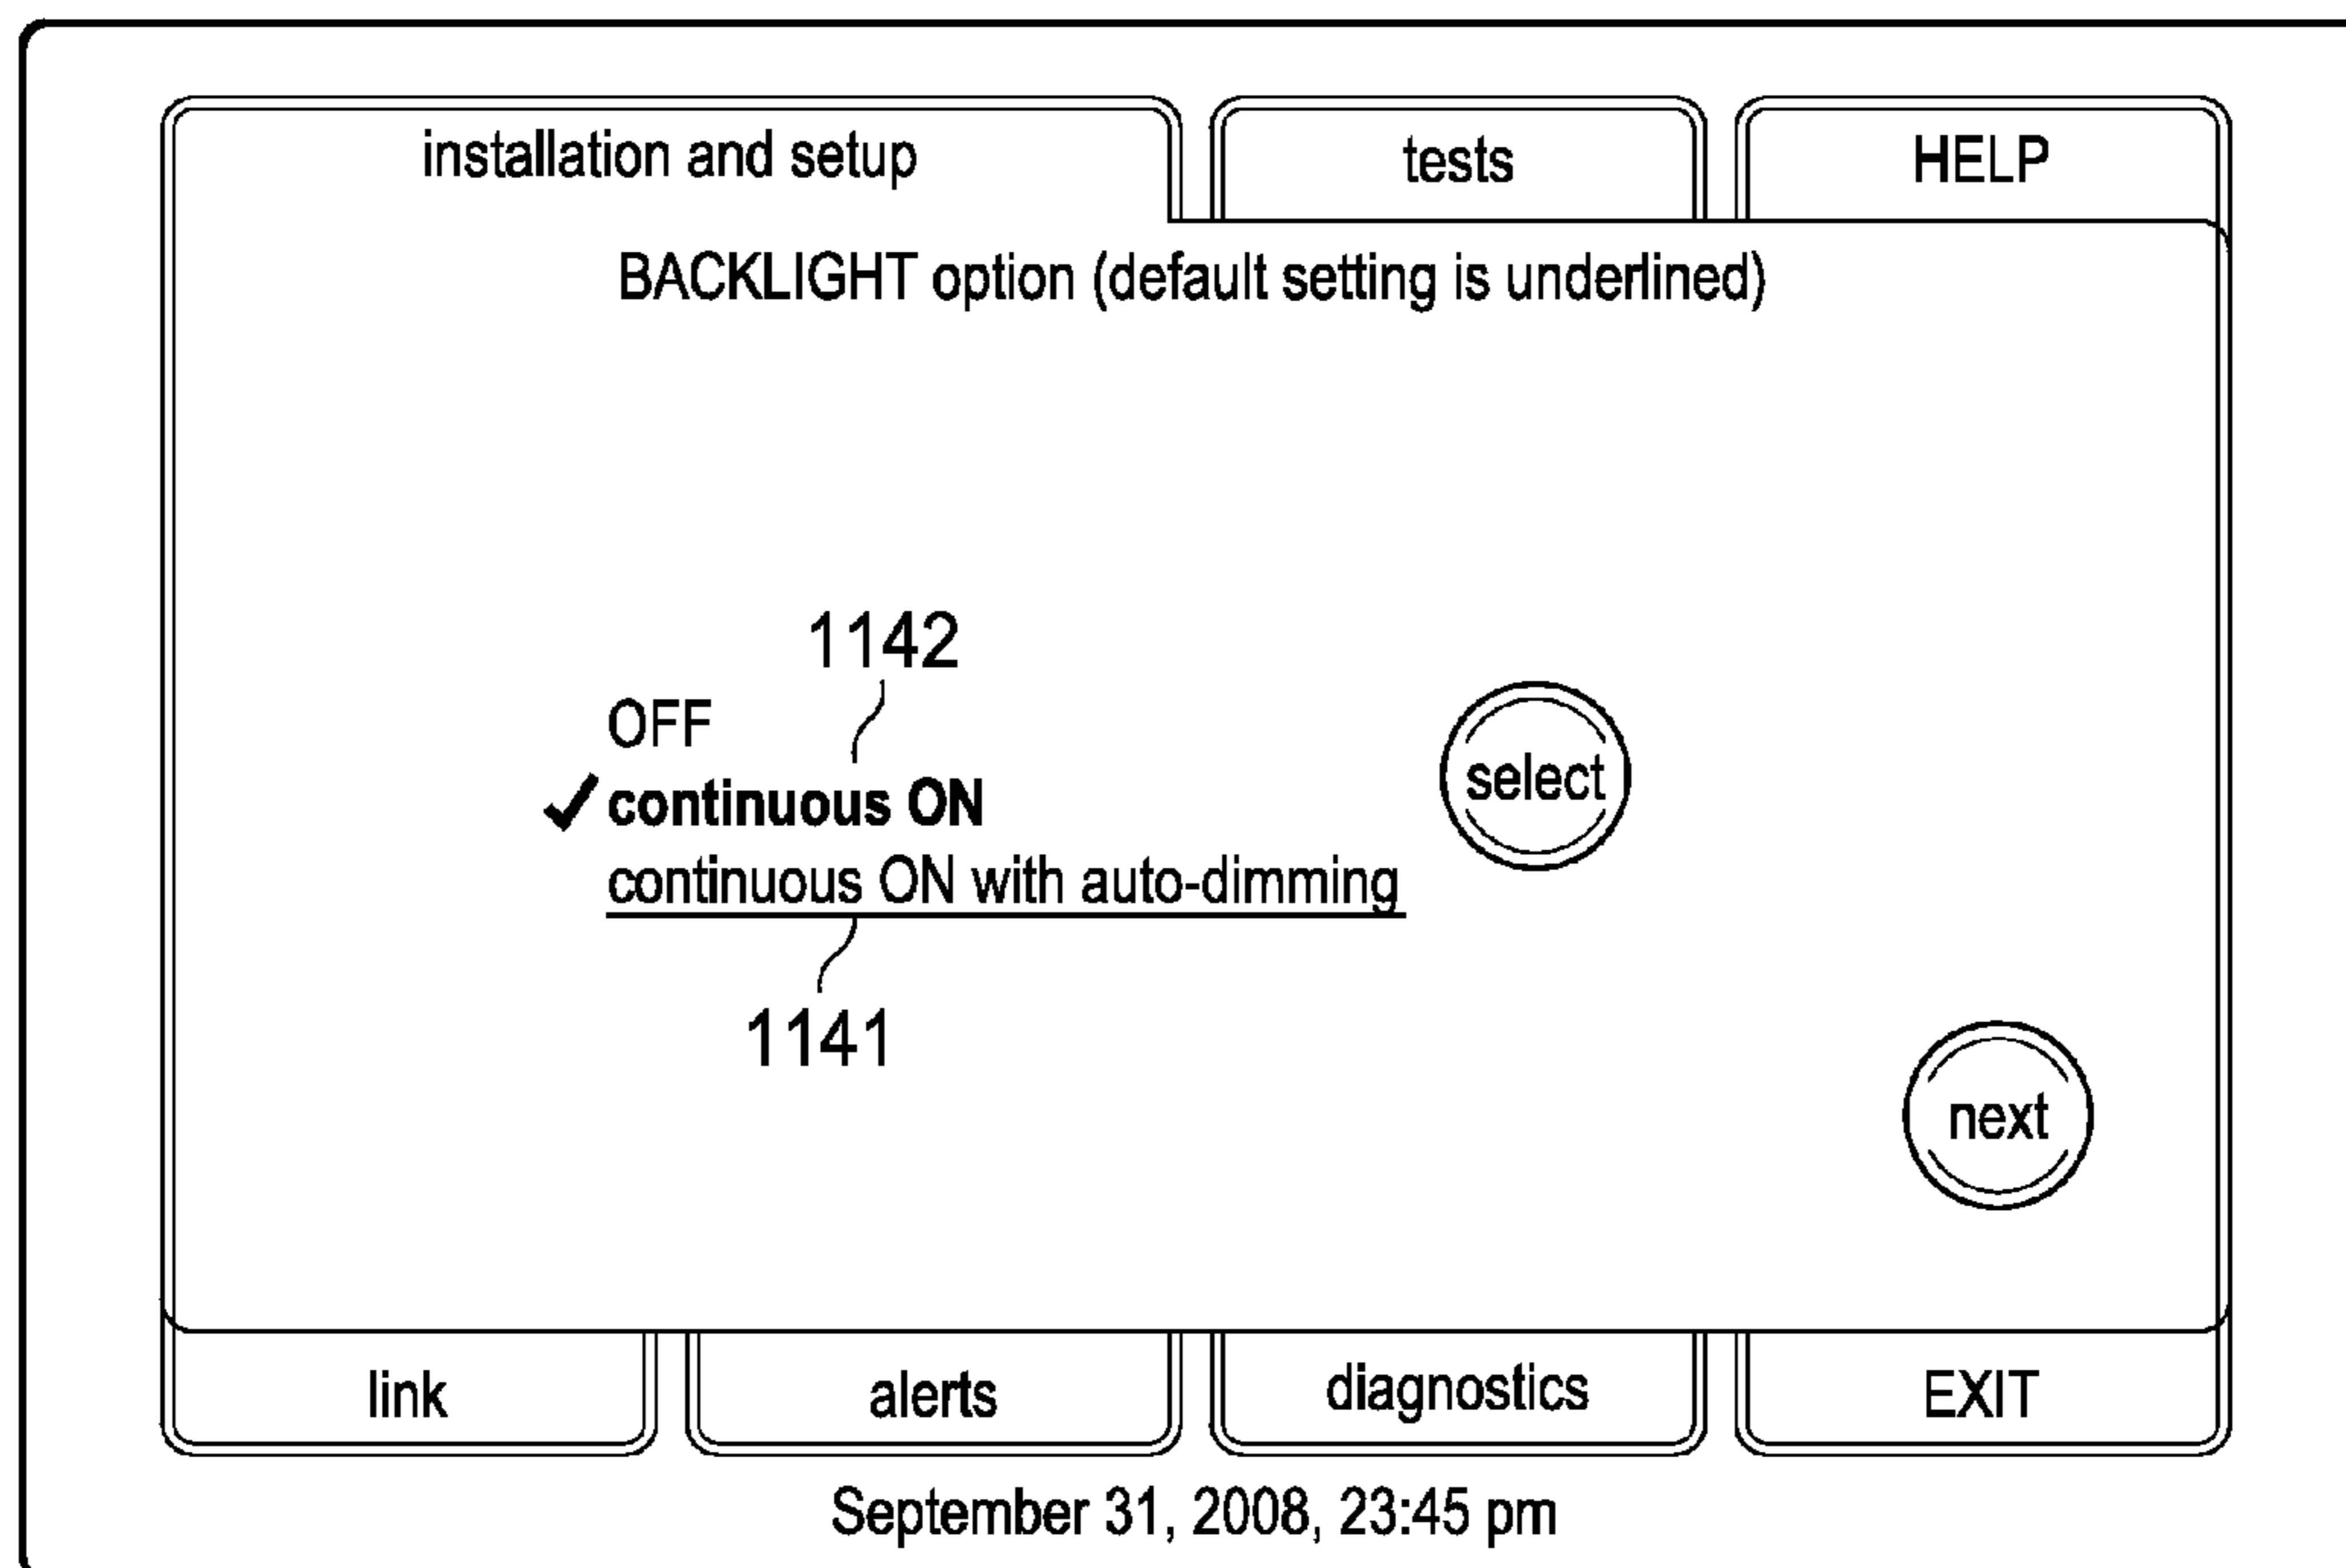 installation and setup
tests
HELP
BACKLIGHT option (default setting is underlined)
1142
OFF
✓ continuous ON
continuous ON with auto-dimming
1141
select
next
link
alerts
diagnostics
EXIT
September 31, 2008, 23:45 pm